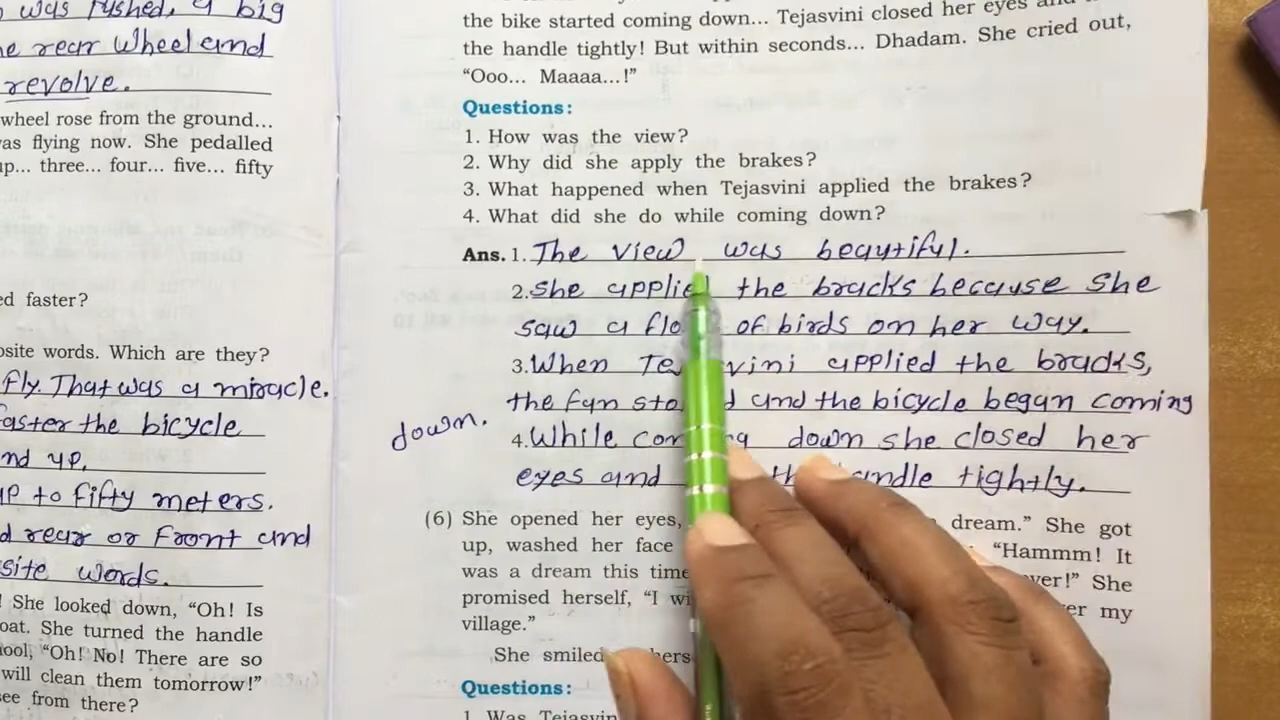 was rushed, a big
rear wheel and
revolve.
wheel rose from the ground...
as flying now. She pedalled
up... three... four... five... fifty
ed faster?
osite words. Which are they?
fly. That was a miracle.
aster the bicycle
nd up.
up to fifty meters.
d rear or Front and
site words.
! She looked down, "Oh! Is
oat. She turned the handle
ool, "Oh! No! There are so
will clean them tomorrow!"
see from there?
the bike started coming down... Tejasvini closed her eyes and
the handle tightly! But within seconds... Dhadam. She cried out,
"Ooo... Maaaa...!"
Questions:
1. How was the view?
2. Why did she apply the brakes?
3. What happened when Tejasvini applied the brakes?
4. What did she do while coming down?
Ans. 1. The view was beautiful.
2. She applied the bracks because she
saw a flo of birds on her way.
3. When Te vini applied the bracks,
the fan sto d and the bicycle began coming
down.
4. While com g down she closed her
eyes and th handle tightly.
(6) She opened her eyes, dream." She got
up, washed her face "Hammm! It
was a dream this time ver!" She
promised herself, "I wi er my
village."
She smiled hers
Questions:
1. Was Tejasvin